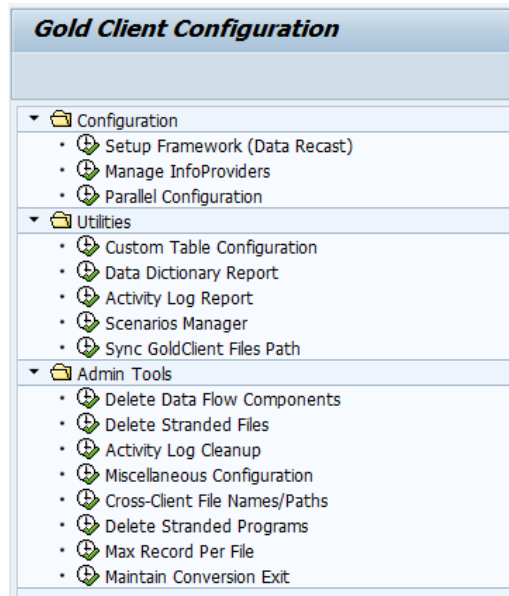 Gold Client Configuration
Configuration
Setup Framework (Data Recast)
Manage InfoProviders
Parallel Configuration
Utilities
Custom Table Configuration
Data Dictionary Report
Activity Log Report
Scenarios Manager
Sync GoldClient Files Path
Admin Tools
Delete Data Flow Components
Delete Stranded Files
Activity Log Cleanup
Miscellaneous Configuration
Cross-Client File Names/Paths
Delete Stranded Programs
Max Record Per File
Maintain Conversion Exit